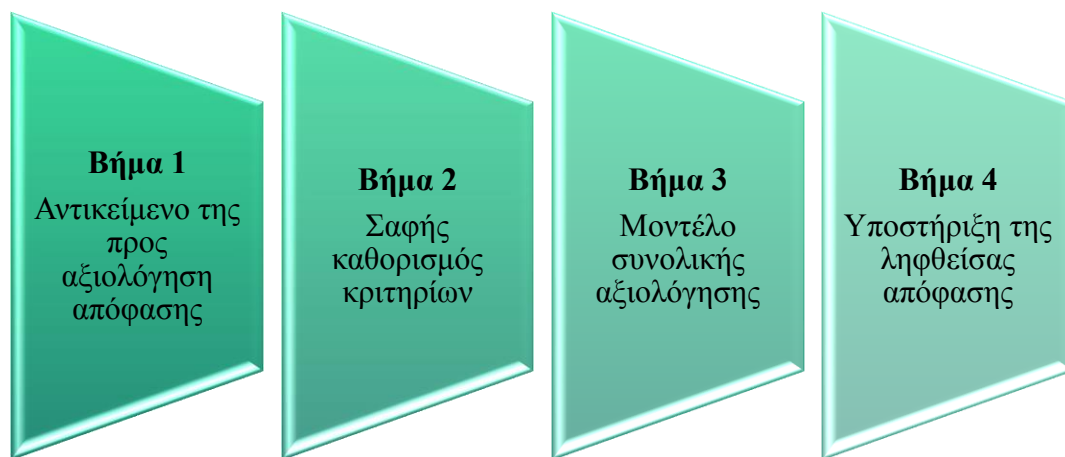 Βήμα 1
Αντικείμενο της
προς
αξιολόγηση
απόφασης
Βήμα 2
Σαφής
καθορισμός
κριτηρίων
Βήμα 3
Μοντέλο
συνολικής
αξιολόγησης
Βήμα 4
Υποστήριξη της
ληφθείσας
απόφασης